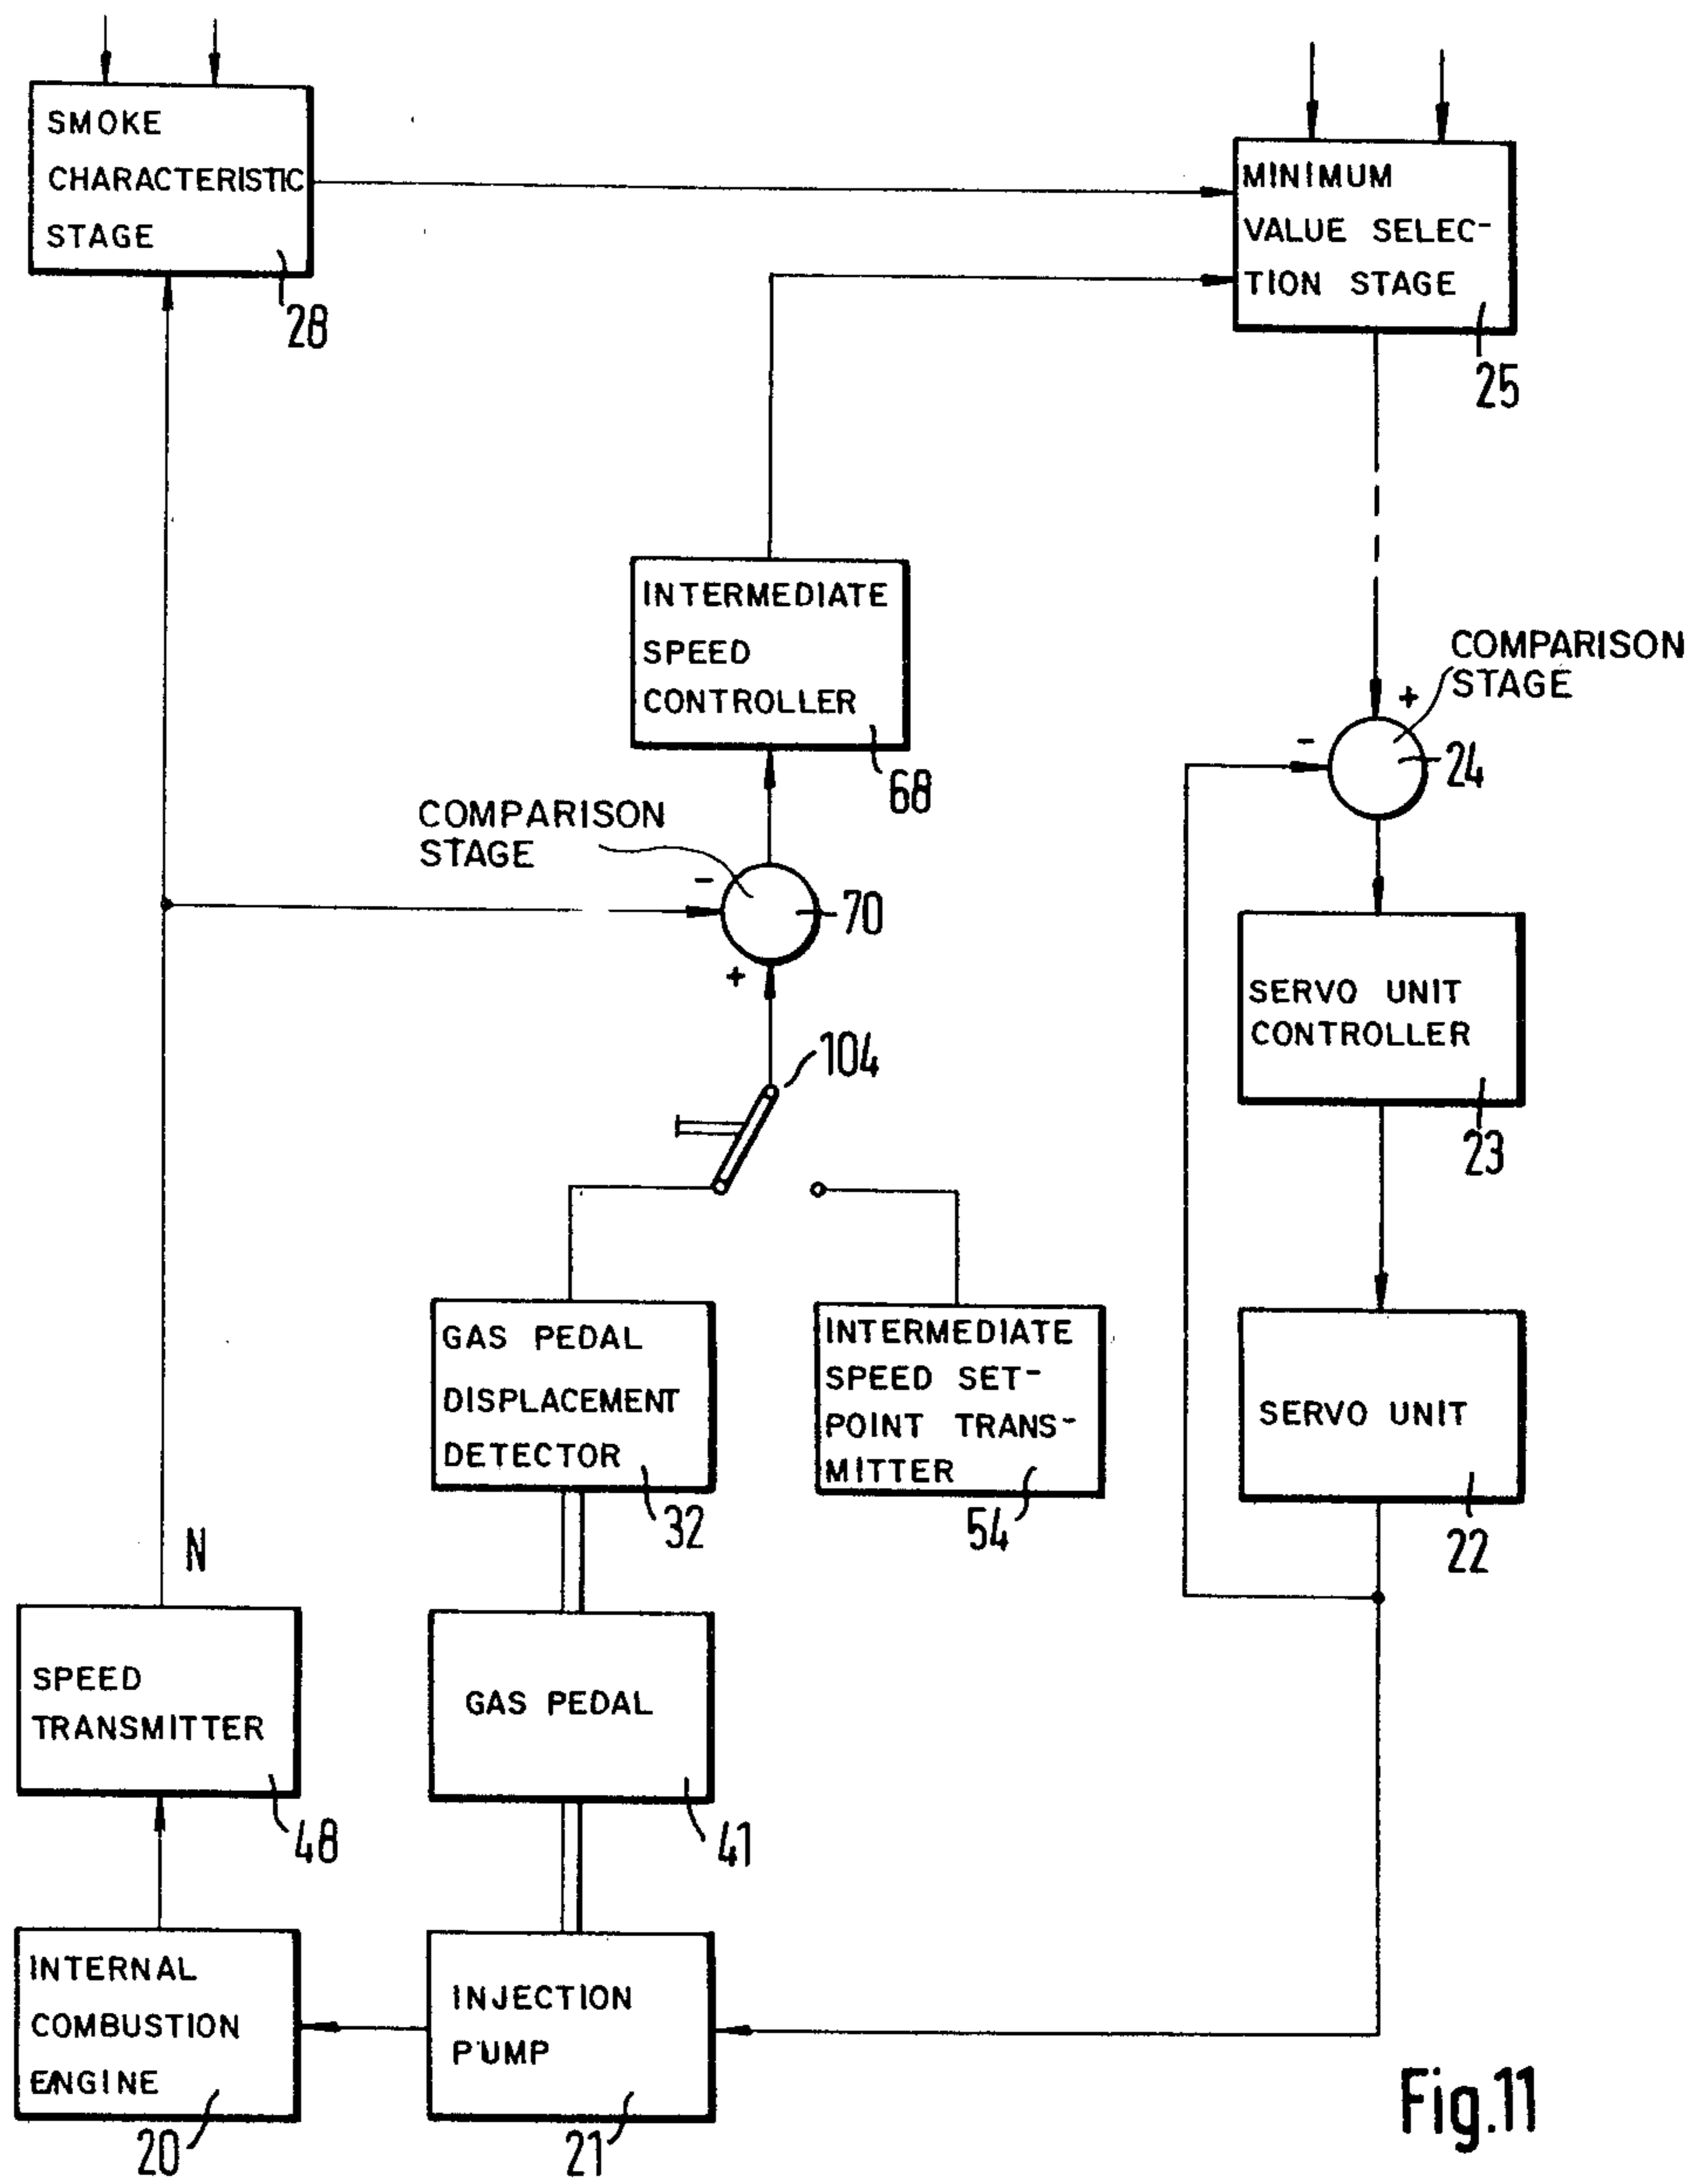 SMOKE
CHARACTERISTIC
STAGE
28
MINIMUM
VALUE SELEC-
TION STAGE
25
INTERMEDIATE
SPEED
CONTROLLER
68
COMPARISON
STAGE
+
-
24
COMPARISON
STAGE
-
70
+
SERVO UNIT
CONTROLLER
23
104
GAS PEDAL
DISPLACEMENT
DETECTOR
32
INTERMEDIATE
SPEED SET-
POINT TRANS-
MITTER
54
SERVO UNIT
22
N
SPEED
TRANSMITTER
48
GAS PEDAL
41
INTERNAL
COMBUSTION
ENGINE
20
INJECTION
PUMP
21
Fig.11